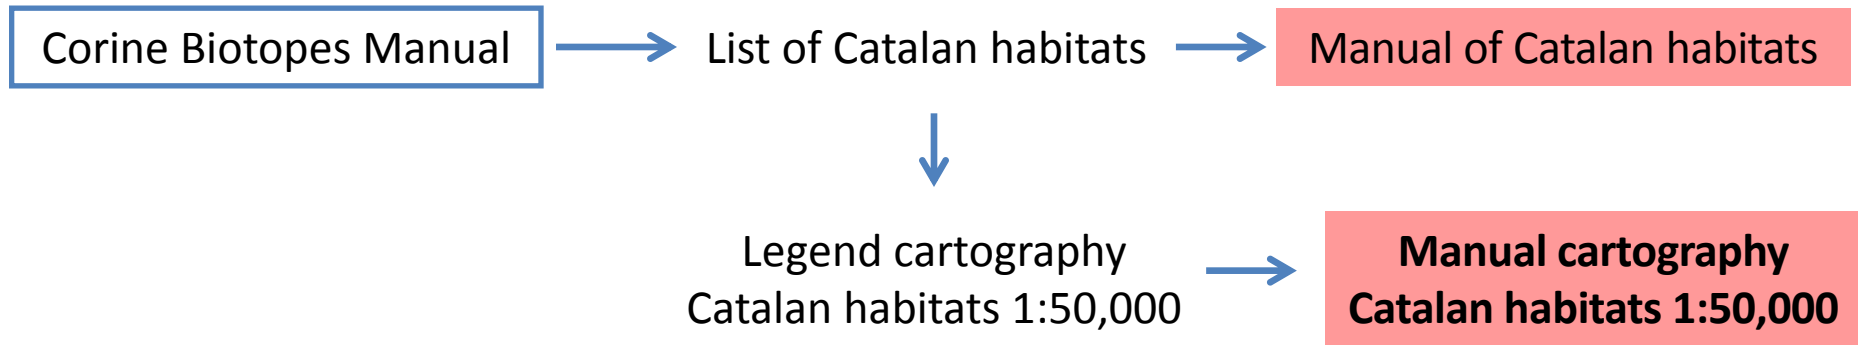 Corine Biotopes Manual
List of Catalan habitats
Manual of Catalan habitats
Legend cartography
Catalan habitats 1:50,000
Manual cartography
Catalan habitats 1:50,000